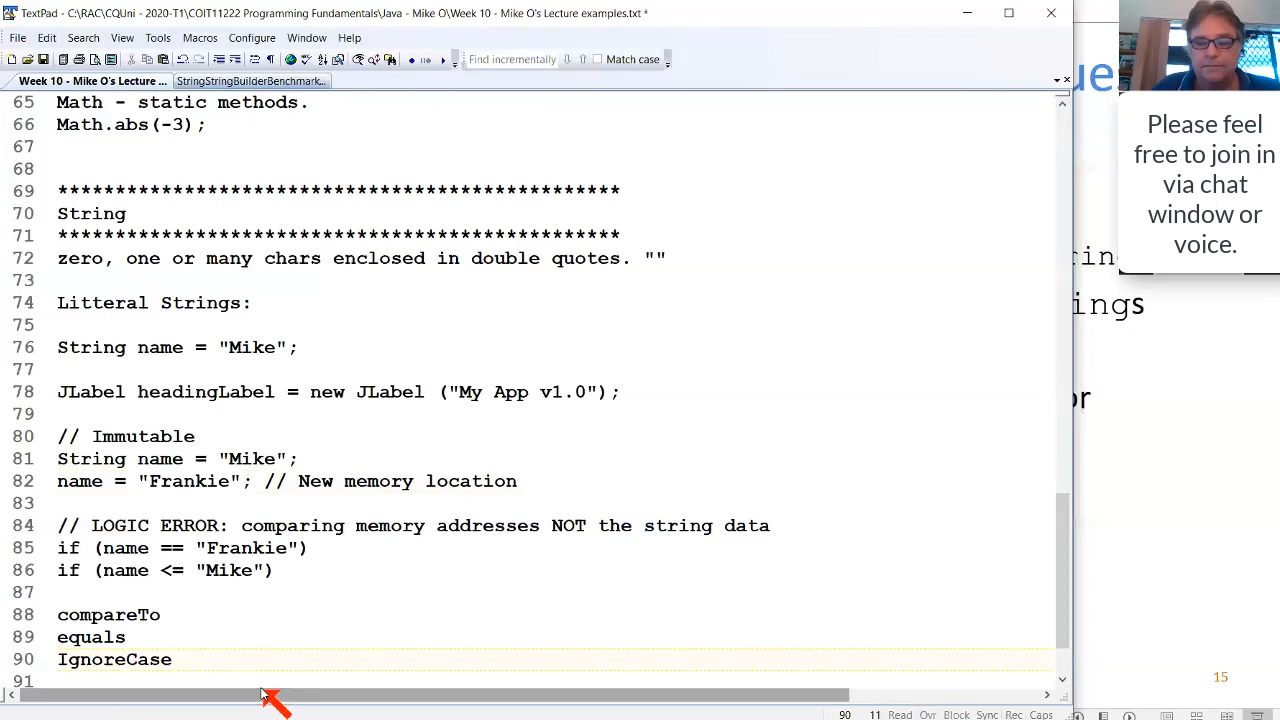 TextPad - C:\RAC\CQUni - 2020-T1\COIT11222 Programming Fundamentals\Java - Mike O\Week 10 - Mike O's Lecture examples.txt *
File Edit Search View Tools Macros Configure Window Help
Find incrementally Match case
Week 10 - Mike O's Lecture ... StringStringBuilderBenchmark...
65 Math - static methods.
66 Math.abs(-3);
67
68
69 *************************************************
70 String
71 *************************************************
72 zero, one or many chars enclosed in double quotes. ""
73
74 Litteral Strings:
75
76 String name = "Mike";
77
78 JLabel headingLabel = new JLabel ("My App v1.0");
79
80 // Immutable
81 String name = "Mike";
82 name = "Frankie"; // New memory location
83
84 // LOGIC ERROR: comparing memory addresses NOT the string data
85 if (name == "Frankie")
86 if (name <= "Mike")
87
88 compareTo
89 equals
90 IgnoreCase
91
90 11 Read Ovr Block Sync Rec Caps
Please feel
free to join in
via chat
window or
voice.
ings
or
15